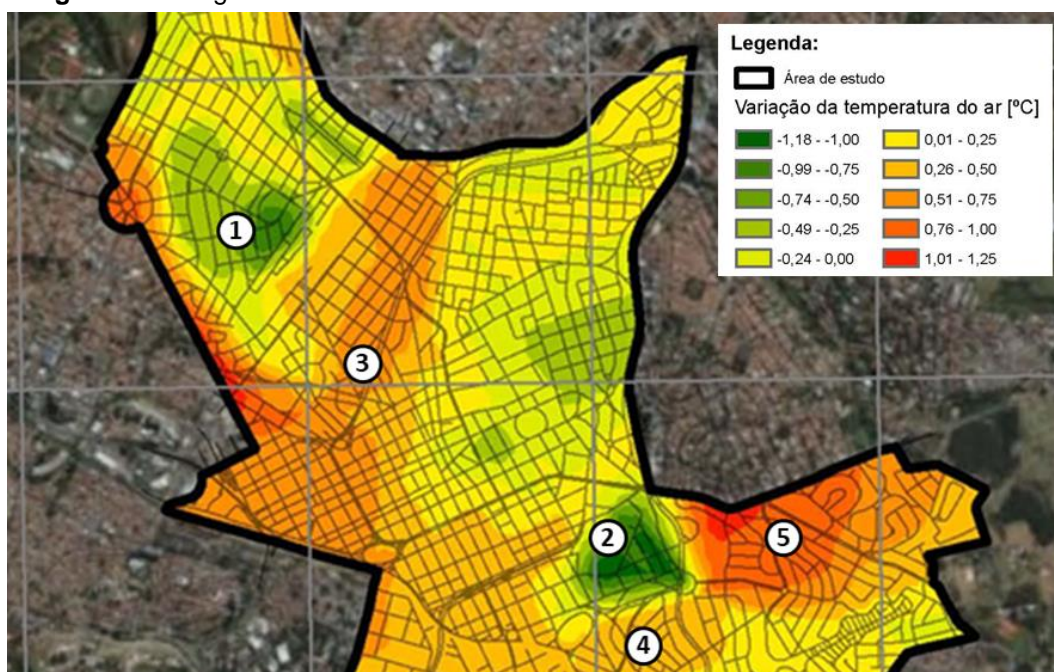 Legenda:
Área de estudo
Variação da temperatura do ar [ºC]
-1,18 - -1,00
-0,99 - -0,75
-0,74 - -0,50
-0,49 - -0,25
-0,24 - 0,00
0,01 - 0,25
0,26 - 0,50
0,51 - 0,75
0,76 - 1,00
1,01 - 1,25
1
3
2
5
4